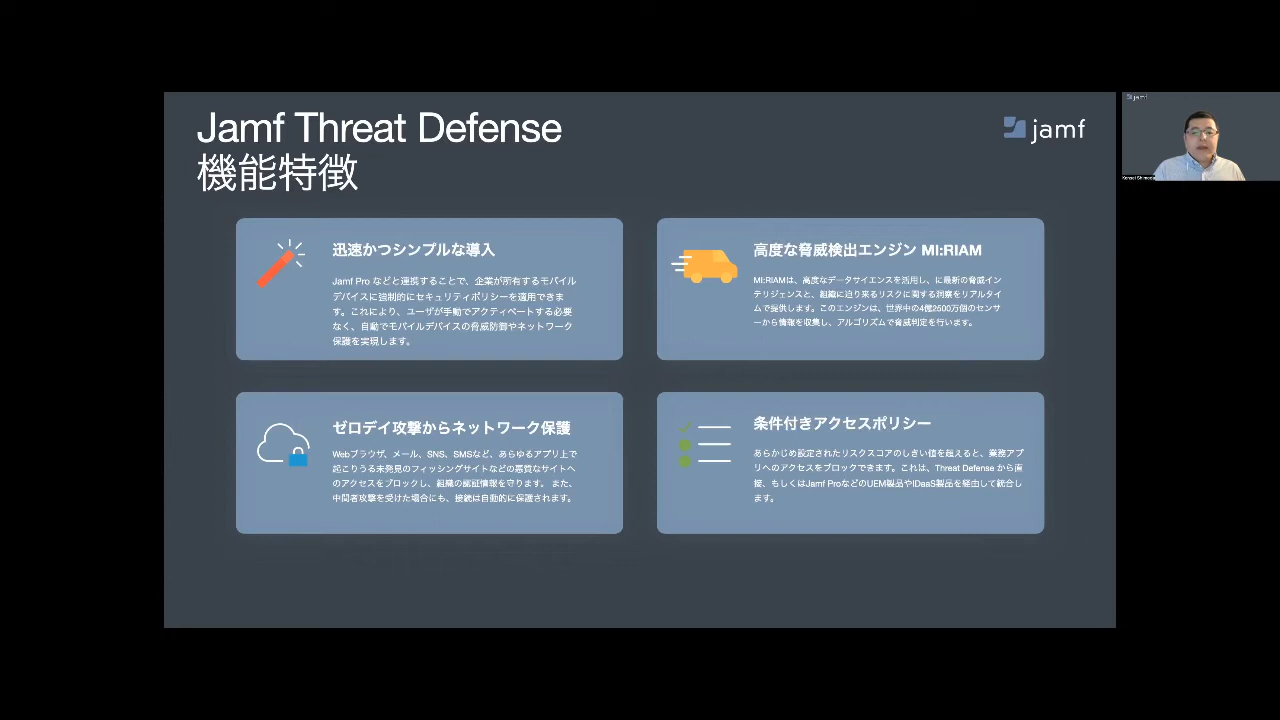 Jamf Threat Defense
機能特徴
jamf
jamf
Kensei Shimoda
迅速かつシンプルな導入
Jamf Pro などと連携することで、企業が所有するモバイル
デバイスに強制的にセキュリティポリシーを適用できま
す。これにより、ユーザが手動でアクティベートする必要
なく、自動でモバイルデバイスの脅威防御やネットワーク
保護を実現します。
高度な脅威検出エンジン MI:RIAM
MI:RIAMは、高度なデータサイエンスを活用し、に最新の脅威イン
テリジェンスと、組織に迫り来るリスクに関する洞察をリアルタイ
ムで提供します。このエンジンは、世界中の4億2500万個のセンサ
ーから情報を収集し、アルゴリズムで脅威判定を行います。
ゼロデイ攻撃からネットワーク保護
Webブラウザ、メール、SNS、SMSなど、あらゆるアプリ上で
起こりうる未発見のフィッシングサイトなどの悪質なサイトへ
のアクセスをブロックし、組織の認証情報を守ります。 また、
中間者攻撃を受けた場合にも、接続は自動的に保護されます。
条件付きアクセスポリシー
あらかじめ設定されたリスクスコアのしきい値を超えると、業務アプ
リへのアクセスをブロックできます。これは、Threat Defense から直
接、もしくはJamf ProなどのUEM製品やIDaaS製品を経由して統合し
ます。